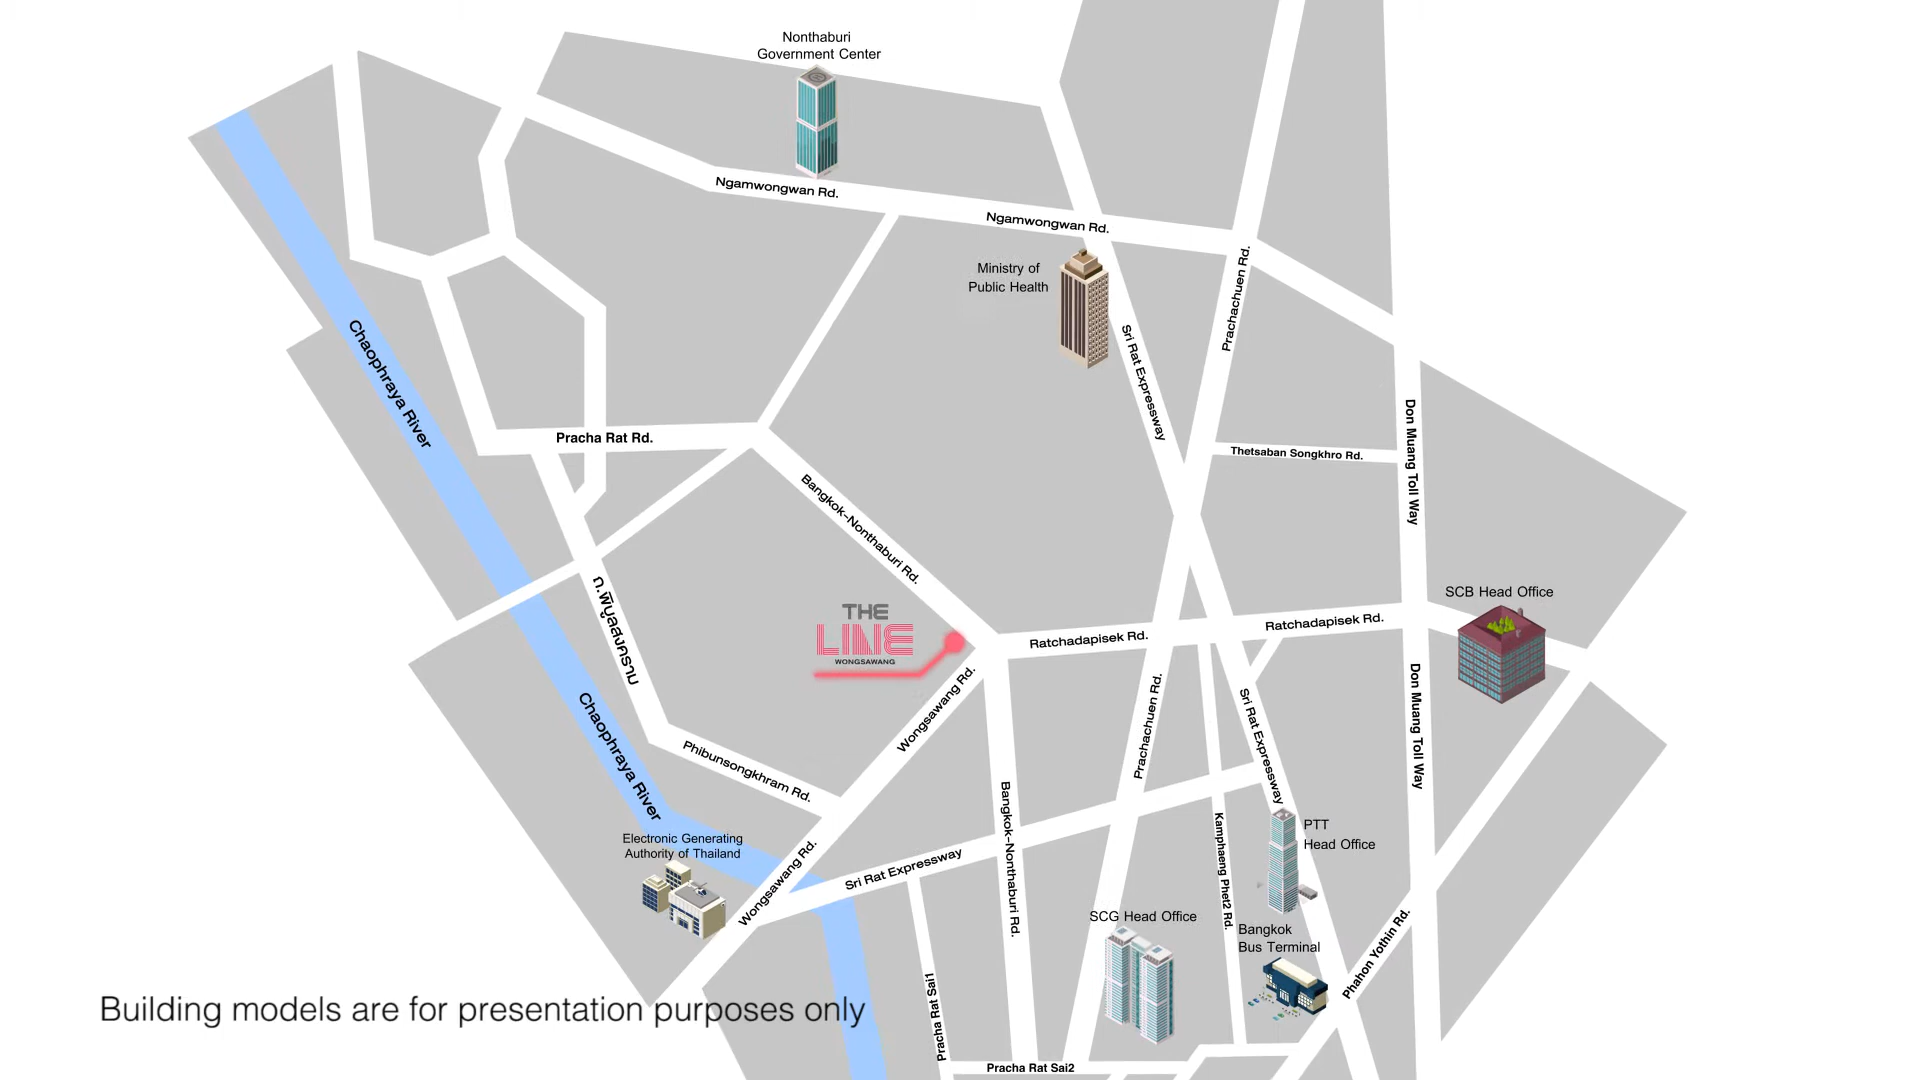 Nonthaburi
Government Center
Ngamwongwan Rd.
Ngamwongwan Rd.
Ministry of
Public Health
Prachachuen Rd.
Sri Rat Expressway
Chaophraya River
Pracha Rat Rd.
Thetsaban Songkhro Rd.
Don Muang Toll Way
Bangkok-Nonthaburi Rd.
ถ.พิบูลสงคราม
THE
LINE
WONGSAWANG
Ratchadapisek Rd.
Ratchadapisek Rd.
SCB Head Office
Wongsawang Rd.
Prachachuen Rd.
Sri Rat Expressway
Don Muang Toll Way
Chaophraya River
Phibunsongkhram Rd.
Electronic Generating
Authority of Thailand
Wongsawang Rd.
Sri Rat Expressway
Bangkok-Nonthaburi Rd.
Kamphaeng Phet2 Rd.
PTT
Head Office
SCG Head Office
Bangkok
Bus Terminal
Phahon Yothin Rd.
Pracha Rat Sai1
Pracha Rat Sai2
Building models are for presentation purposes only